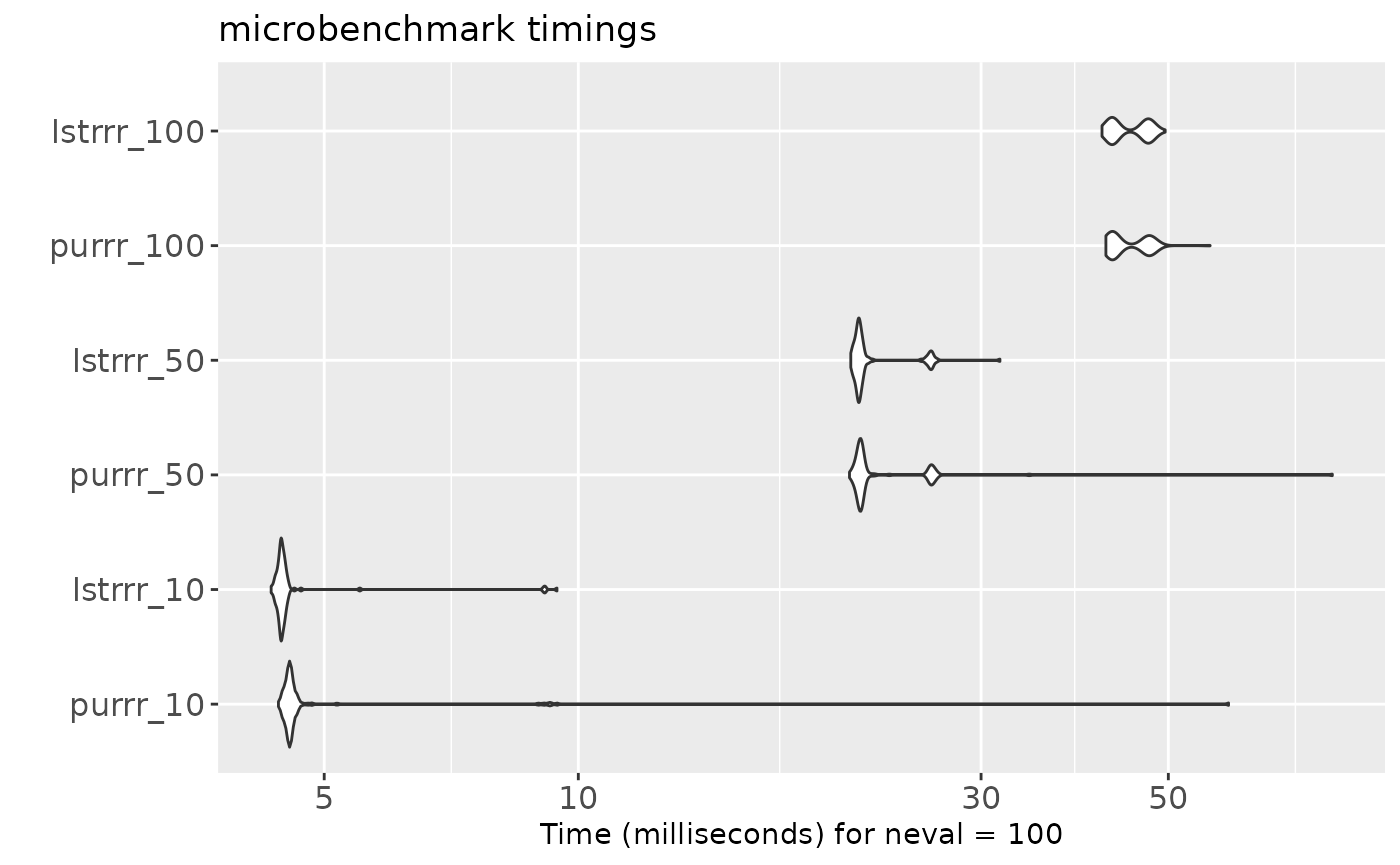 microbenchmark timings
lstrrr_100
purrr_100
lstrrr_50
purrr_50
lstrrr_10
purrr_10
5 10 30 50
Time (milliseconds) for neval = 100